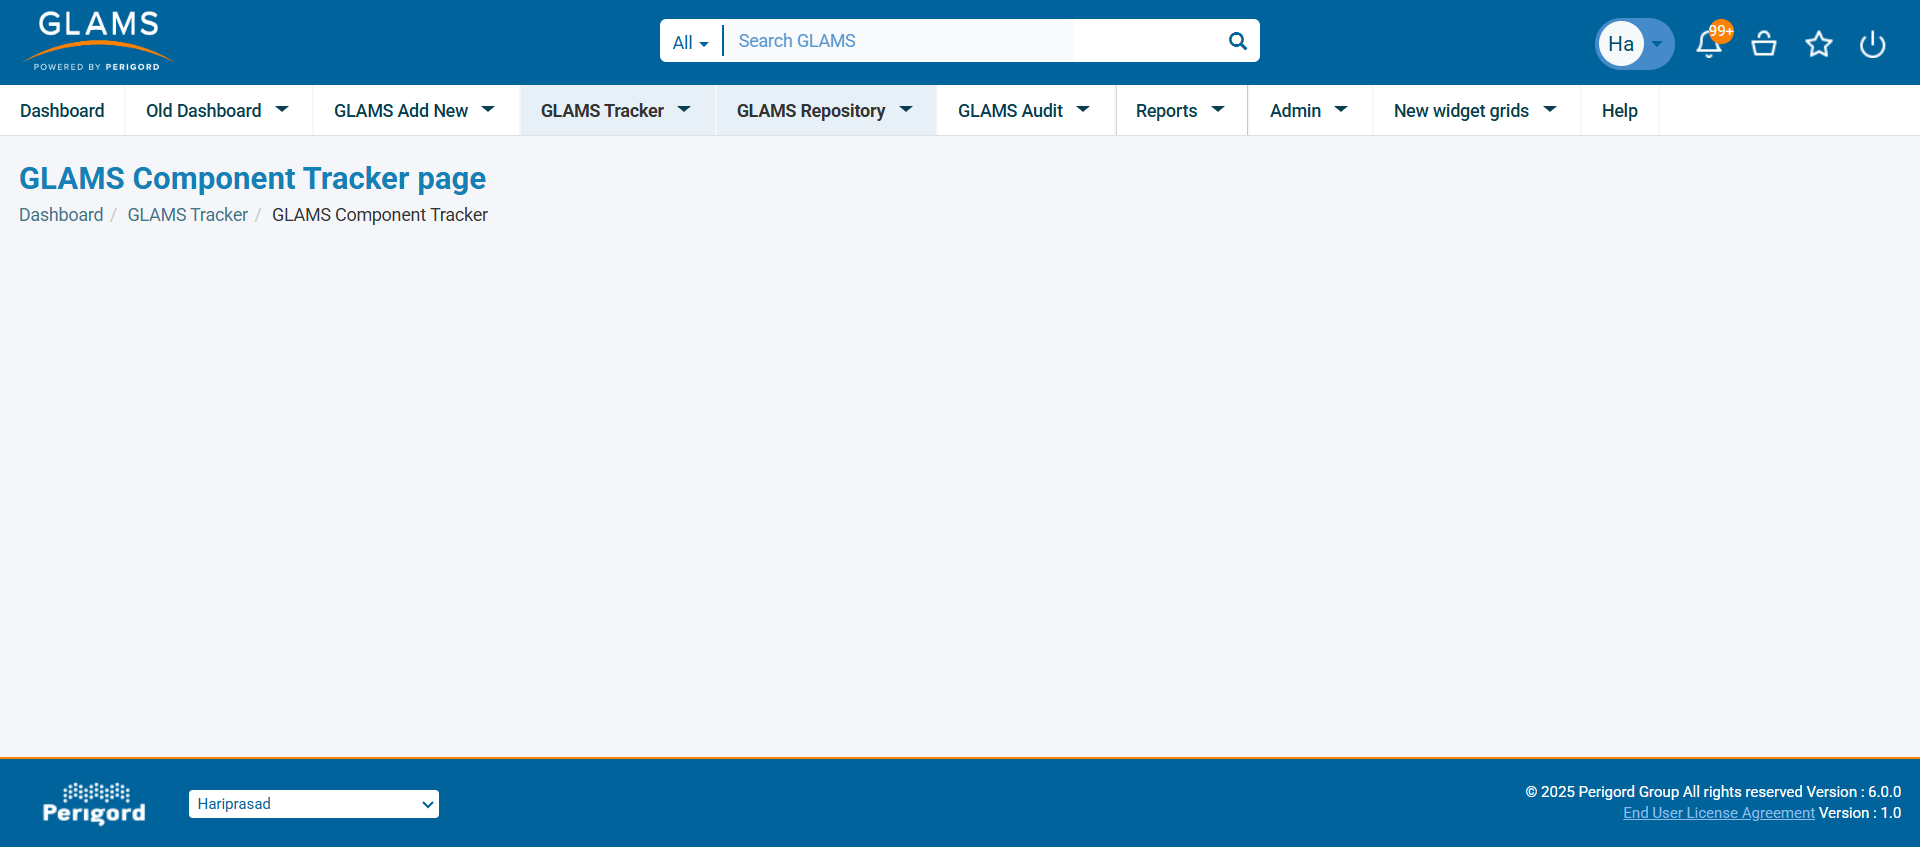 GLAMS
POWERED BY PERIGORD
All
Search GLAMS
Ha
99+
Dashboard
Old Dashboard
GLAMS Add New
GLAMS Tracker
GLAMS Repository
GLAMS Audit
Reports
Admin
New widget grids
Help
GLAMS Component Tracker page
Dashboard / GLAMS Tracker / GLAMS Component Tracker
Perigord
Hariprasad
© 2025 Perigord Group All rights reserved Version : 6.0.0
End User License Agreement Version : 1.0